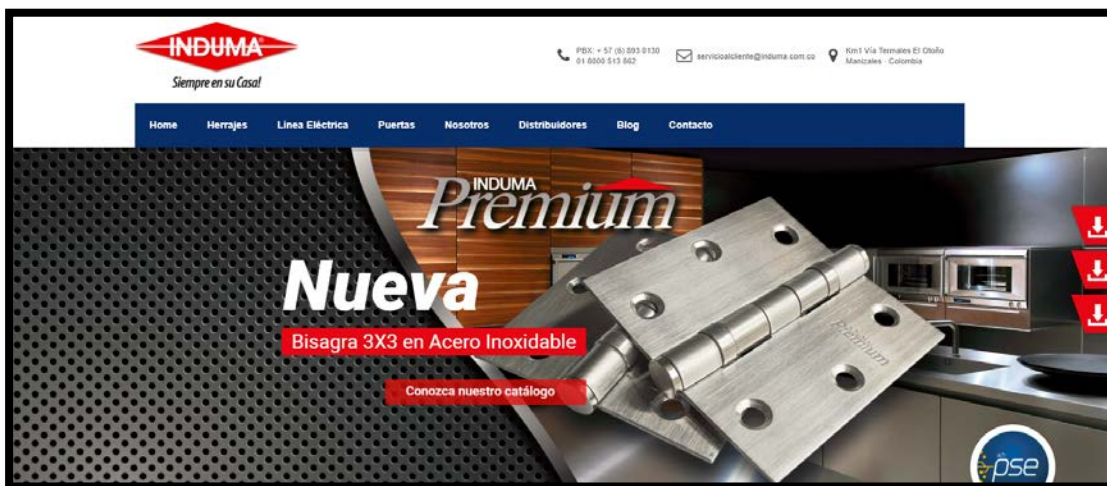 INDUMA®
Siempre en su Casa!
PBX: + 57 (6) 893 0130
01 8000 513 862
servicioalcliente@induma.com.co
Km1 Vía Termales El Otoño
Manizales - Colombia
Home Herrajes Linea Eléctrica Puertas Nosotros Distribuidores Blog Contacto
INDUMA
Premium
Nueva
Bisagra 3X3 en Acero Inoxidable
Conozca nuestro catálogo
Premium
pse